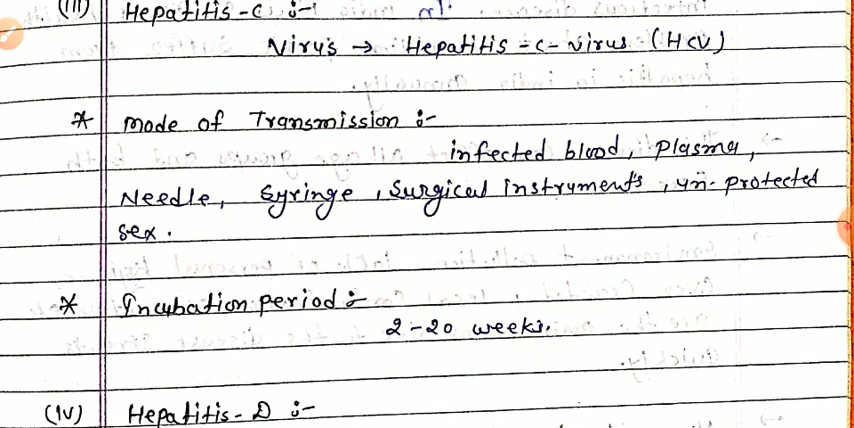 (iii) Hepatitis-c :-
Virus → Hepatitis-c-virus (HCV)
* Mode of Transmission :-
infected blood, plasma,
Needle, Syringe, Surgical instruments, un-protected
sex.
* Incubation period :-
2-20 weeks.
(iv) Hepatitis-D :-